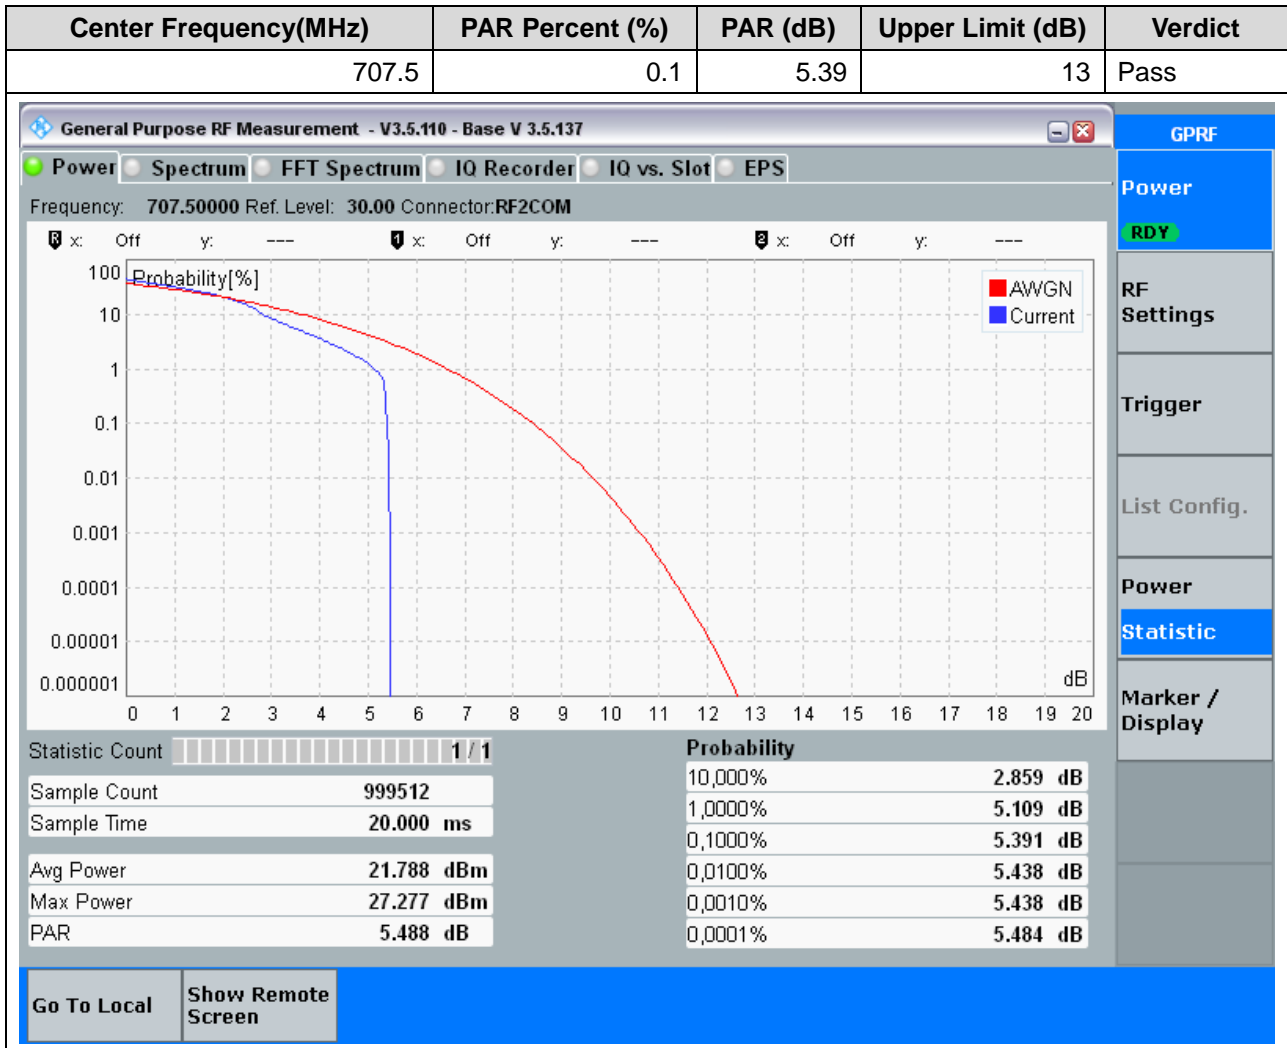 Center Frequency(MHz) PAR Percent (%) PAR (dB) Upper Limit (dB) Verdict
707.5 0.1 5.39 13 Pass
General Purpose RF Measurement - V3.5.110 - Base V 3.5.137
GPRF
Power Spectrum FFT Spectrum IQ Recorder IQ vs. Slot EPS
Frequency: 707.50000 Ref. Level: 30.00 Connector:RF2COM
R x: Off y: --- 1 x: Off y: --- 2 x: Off y: ---
Probability[%]
AWGN
Current
100
10
1
0.1
0.01
0.001
0.0001
0.00001
0.000001
dB
0 1 2 3 4 5 6 7 8 9 10 11 12 13 14 15 16 17 18 19 20
Statistic Count 1 / 1
Sample Count 999512
Sample Time 20.000 ms
Avg Power 21.788 dBm
Max Power 27.277 dBm
PAR 5.488 dB
Probability
10,000% 2.859 dB
1,0000% 5.109 dB
0,1000% 5.391 dB
0,0100% 5.438 dB
0,0010% 5.438 dB
0,0001% 5.484 dB
Power
RDY
RF
Settings
Trigger
List Config.
Power
Statistic
Marker /
Display
Go To Local
Show Remote
Screen